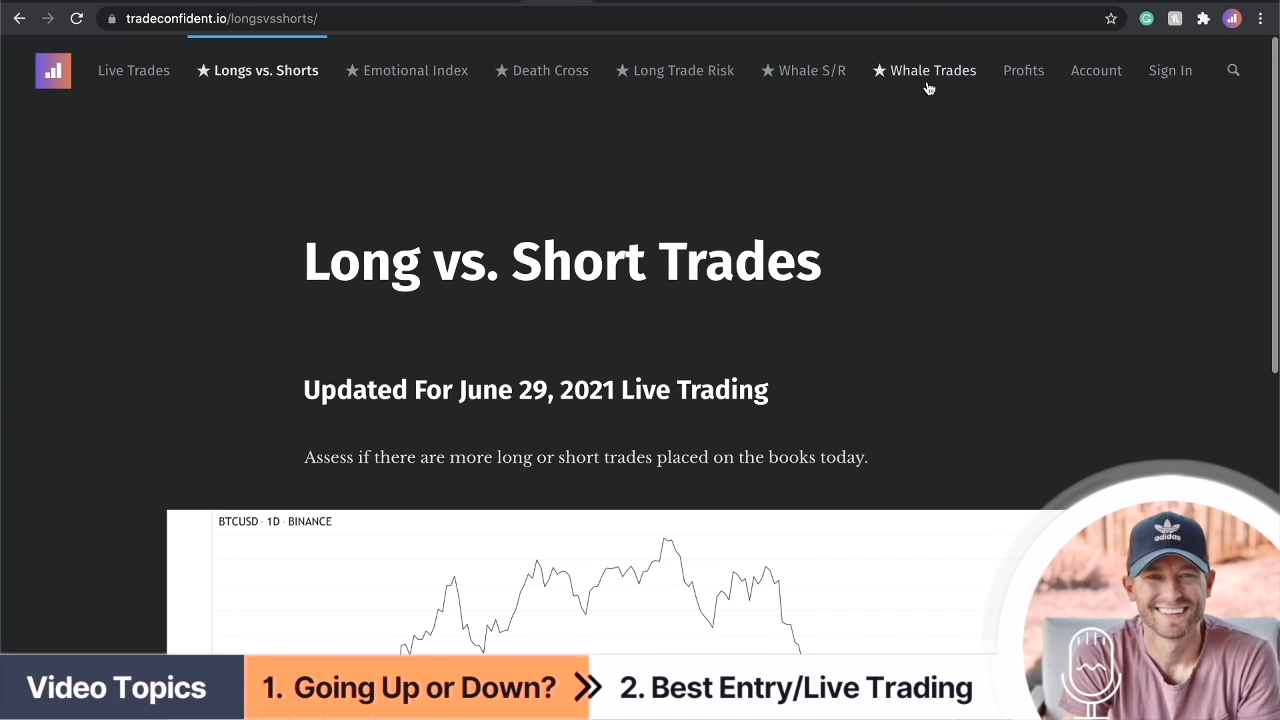 tradeconfident.io/longsvsshorts/
Live Trades ★ Longs vs. Shorts ★ Emotional Index ★ Death Cross ★ Long Trade Risk ★ Whale S/R ★ Whale Trades Profits Account Sign In
Long vs. Short Trades
Updated For June 29, 2021 Live Trading
Assess if there are more long or short trades placed on the books today.
BTCUSD · 1D · BINANCE
adidas
Video Topics 1. Going Up or Down? 2. Best Entry/Live Trading